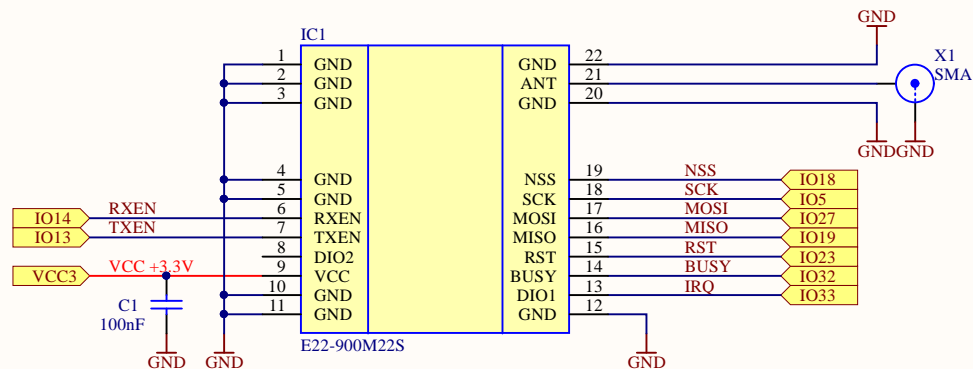 GND
IC1
1 GND GND 22
X1
2 GND ANT 21
SMA
3 GND GND 20
GND GND
4 GND NSS 19 NSS IO18
5 GND SCK 18 SCK IO5
IO14 RXEN 6 RXEN MOSI 17 MOSI IO27
IO13 TXEN 7 TXEN MISO 16 MISO IO19
8 DIO2 RST 15 RST IO23
VCC3 VCC +3.3V 9 VCC BUSY 14 BUSY IO32
10 GND DIO1 13 IRQ IO33
C1
11 GND GND 12
100nF
E22-900M22S
GND GND GND